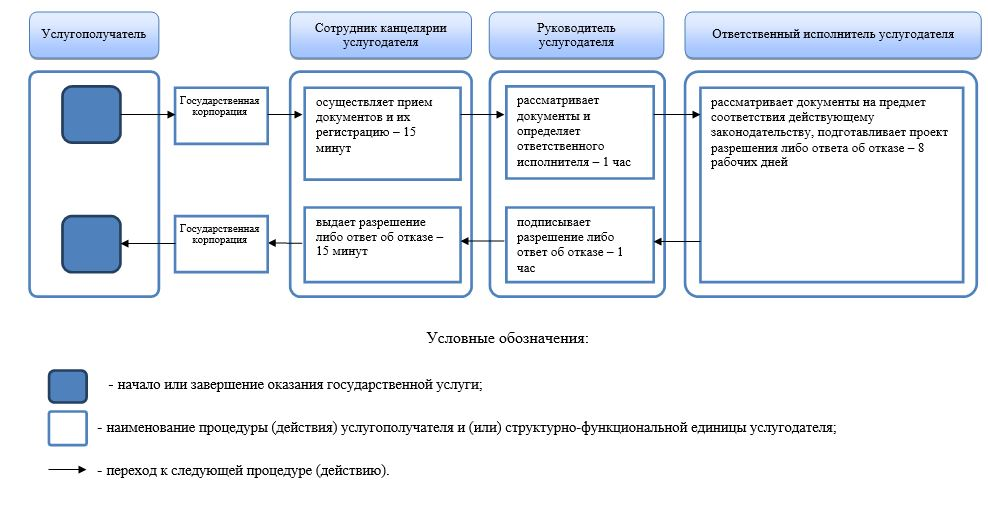 Услугополучатель
Сотрудник канцелярии
услугодателя
Руководитель
услугодателя
Ответственный исполнитель услугодателя
Государственная
корпорация
осуществляет прием
документов и их
регистрацию – 15
минут
рассматривает
документы и
определяет
ответственного
исполнителя – 1 час
рассматривает документы на предмет
соответствия действующему
законодательству, подготавливает проект
разрешения либо ответа об отказе – 8
рабочих дней
Государственная
корпорация
выдает разрешение
либо ответ об отказе –
15 минут
подписывает
разрешение либо
ответ об отказе – 1
час
Условные обозначения:
- начало или завершение оказания государственной услуги;
- наименование процедуры (действия) услугополучателя и (или) структурно-функциональной единицы услугодателя;
- переход к следующей процедуре (действию).